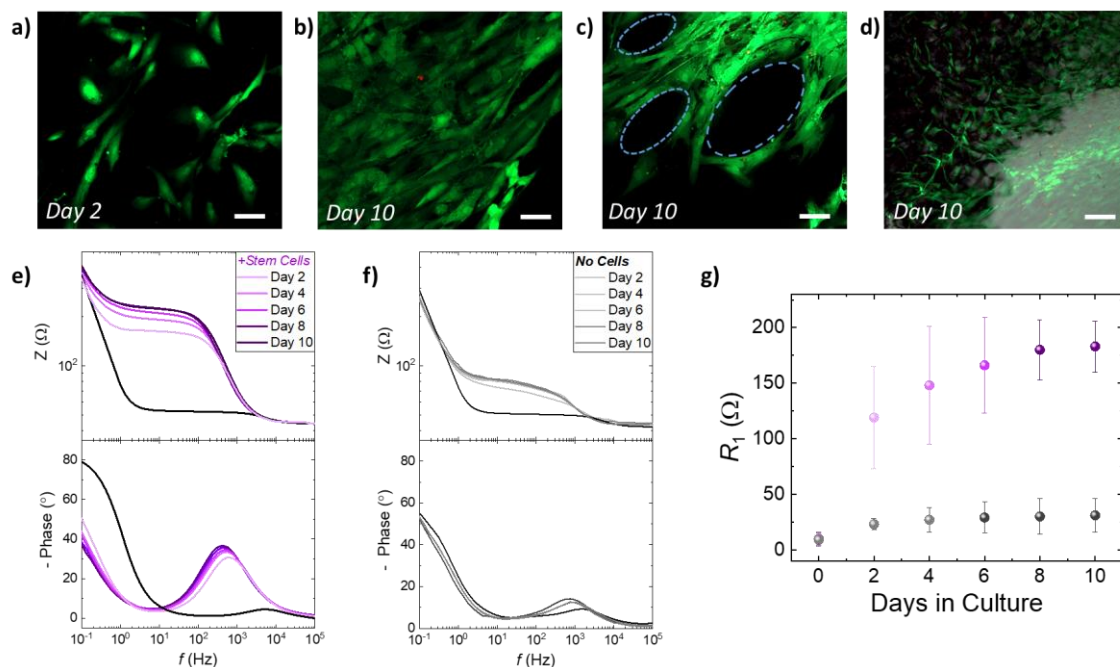 a)
b)
c)
d)
Day 2
Day 10
Day 10
Day 10
e)
f)
g)
+Stem Cells
Day 2
Day 4
Day 6
Day 8
Day 10
Z (Ω)
10²
- Phase (°)
80
60
40
20
0
10⁻¹ 10⁰ 10¹ 10² 10³ 10⁴ 10⁵
f (Hz)
No Cells
Day 2
Day 4
Day 6
Day 8
Day 10
Z (Ω)
10²
- Phase (°)
80
60
40
20
0
10⁻¹ 10⁰ 10¹ 10² 10³ 10⁴ 10⁵
f (Hz)
R₁ (Ω)
200
150
100
50
0
0 2 4 6 8 10
Days in Culture